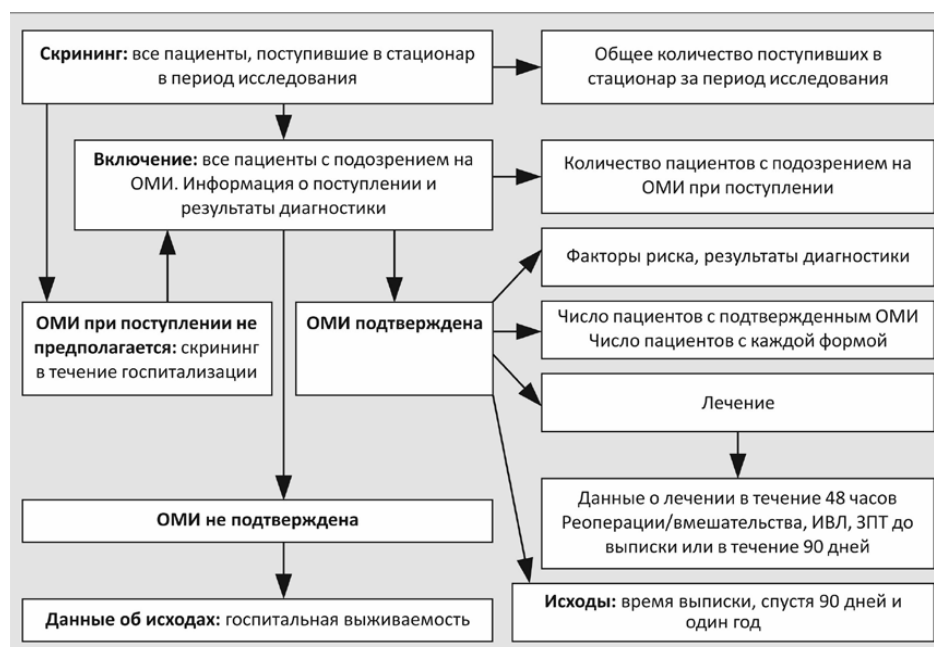 Скрининг: все пациенты, поступившие в стационар
в период исследования
Общее количество поступивших в
стационар за период исследования
Включение: все пациенты с подозрением на
ОМИ. Информация о поступлении и
результаты диагностики
Количество пациентов с подозрением на
ОМИ при поступлении
Факторы риска, результаты диагностики
ОМИ при поступлении не
предполагается: скрининг
в течение госпитализации
ОМИ подтверждена
Число пациентов с подтвержденным ОМИ
Число пациентов с каждой формой
Лечение
Данные о лечении в течение 48 часов
Реоперации/вмешательства, ИВЛ, ЗПТ до
выписки или в течение 90 дней
ОМИ не подтверждена
Данные об исходах: госпитальная выживаемость
Исходы: время выписки, спустя 90 дней и
один год